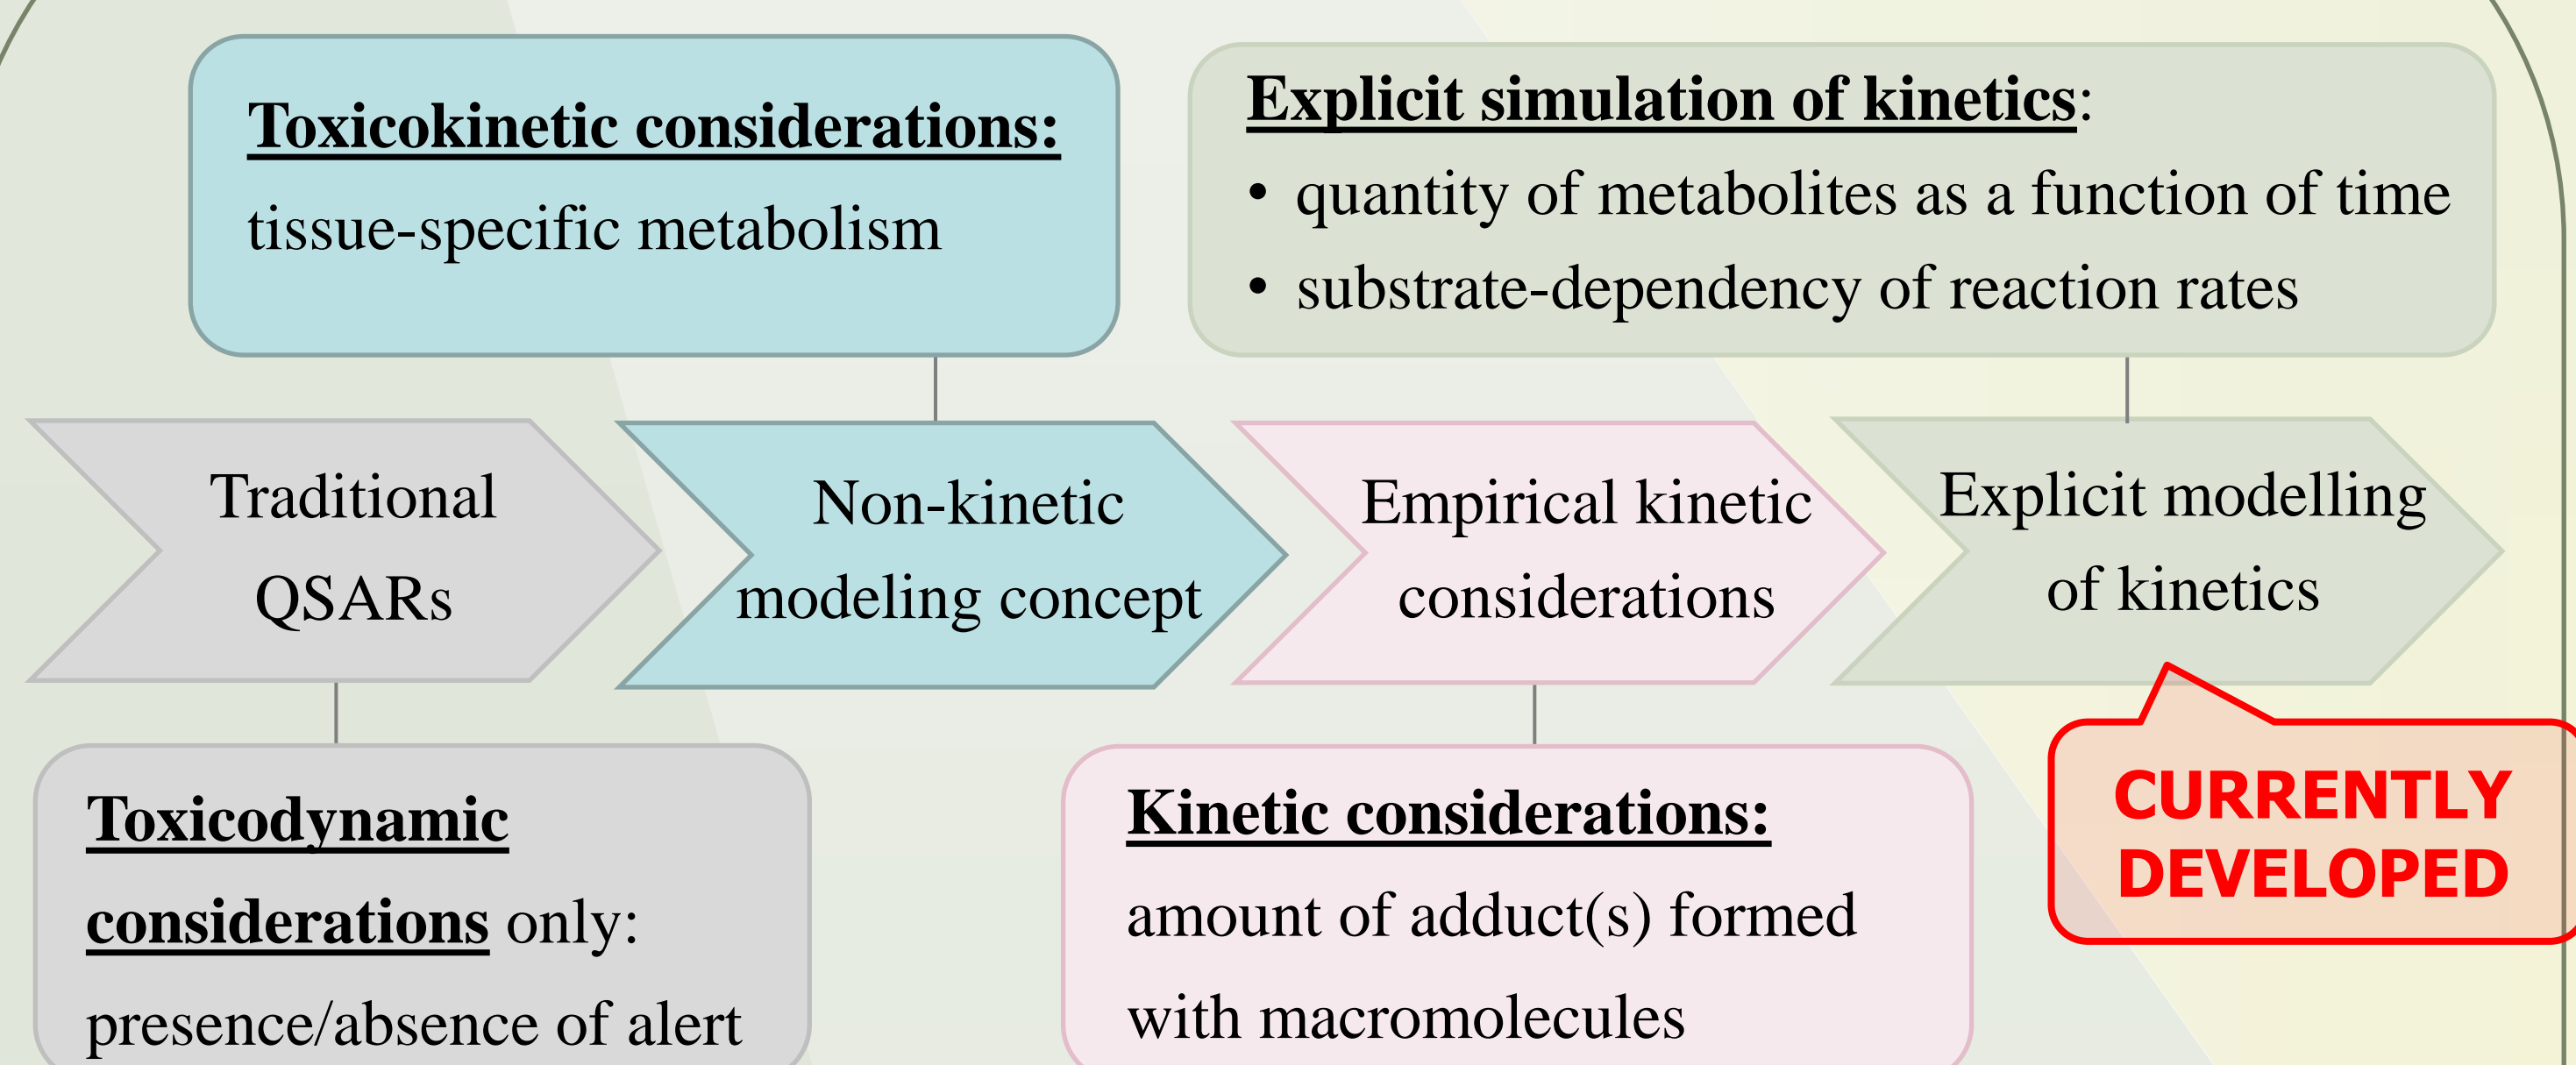 Toxicokinetic considerations:
tissue-specific metabolism
Explicit simulation of kinetics:
• quantity of metabolites as a function of time
• substrate-dependency of reaction rates
Traditional
QSARs
Non-kinetic
modeling concept
Empirical kinetic
considerations
Explicit modelling
of kinetics
Toxicodynamic
considerations only:
presence/absence of alert
Kinetic considerations:
amount of adduct(s) formed
with macromolecules
CURRENTLY
DEVELOPED